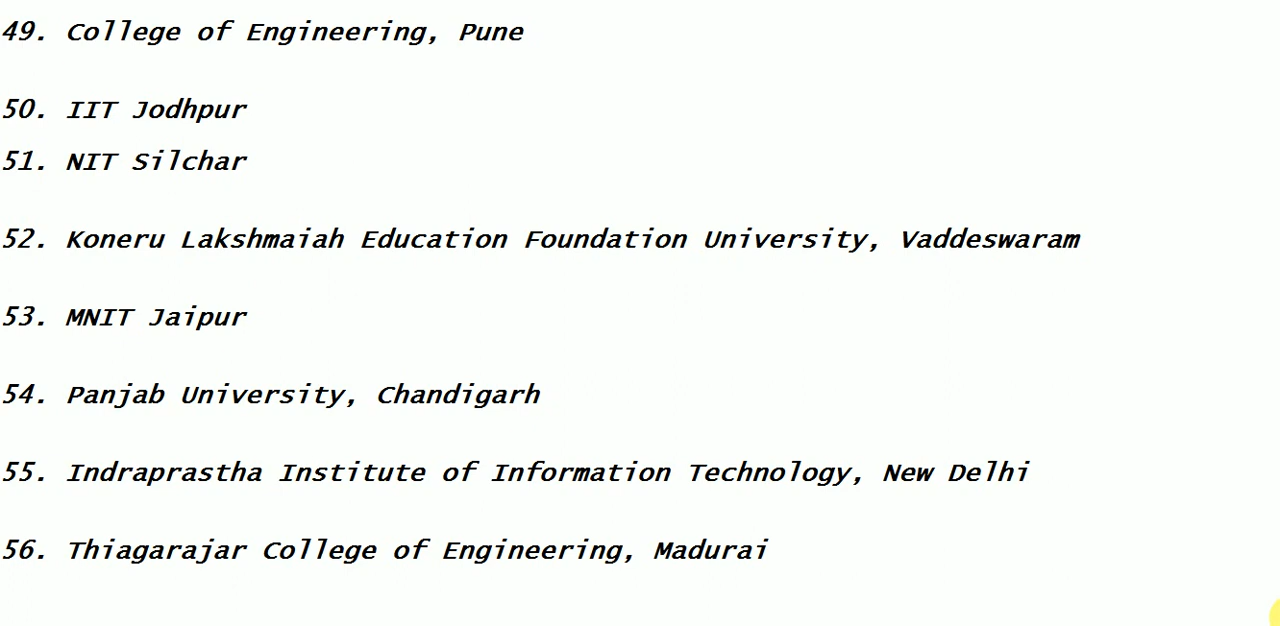 49. College of Engineering, Pune
50. IIT Jodhpur
51. NIT Silchar
52. Koneru Lakshmaiah Education Foundation University, Vaddeswaram
53. MNIT Jaipur
54. Panjab University, Chandigarh
55. Indraprastha Institute of Information Technology, New Delhi
56. Thiagarajar College of Engineering, Madurai